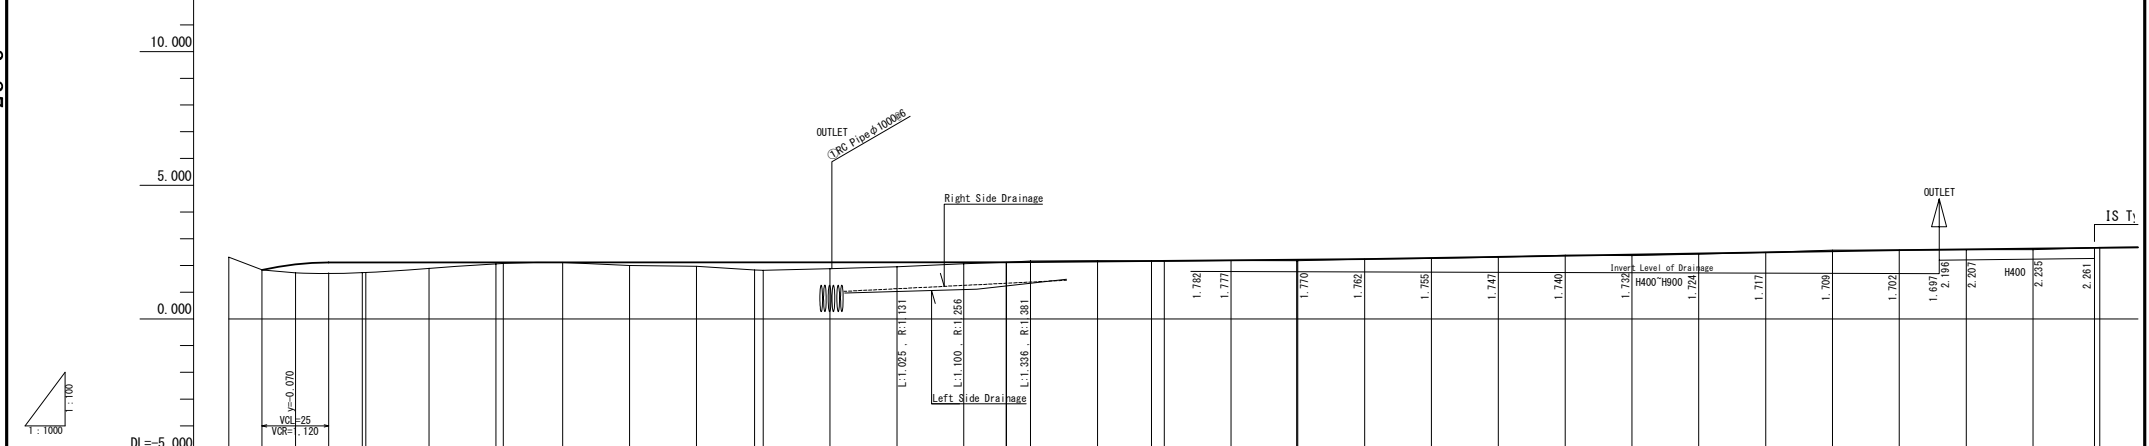 10.000
5.000
0.000
DL=-5.000
1:100
1:1000
y=-0.070
VCL=25
VCR=1,120
OUTLET
①RC Pipeφ1000@6
Right Side Drainage
Left Side Drainage
L:1.025 , R:1.131
L:1.100 , R:1.256
L:1.336 , R:1.381
1.782
1.777
1.770
1.762
1.755
1.747
1.740
1.732
Invert Level of Drainage
H400~H900
1.724
1.717
1.709
1.702
1.697
OUTLET
2.196
2.207
H400
2.235
2.261
IS